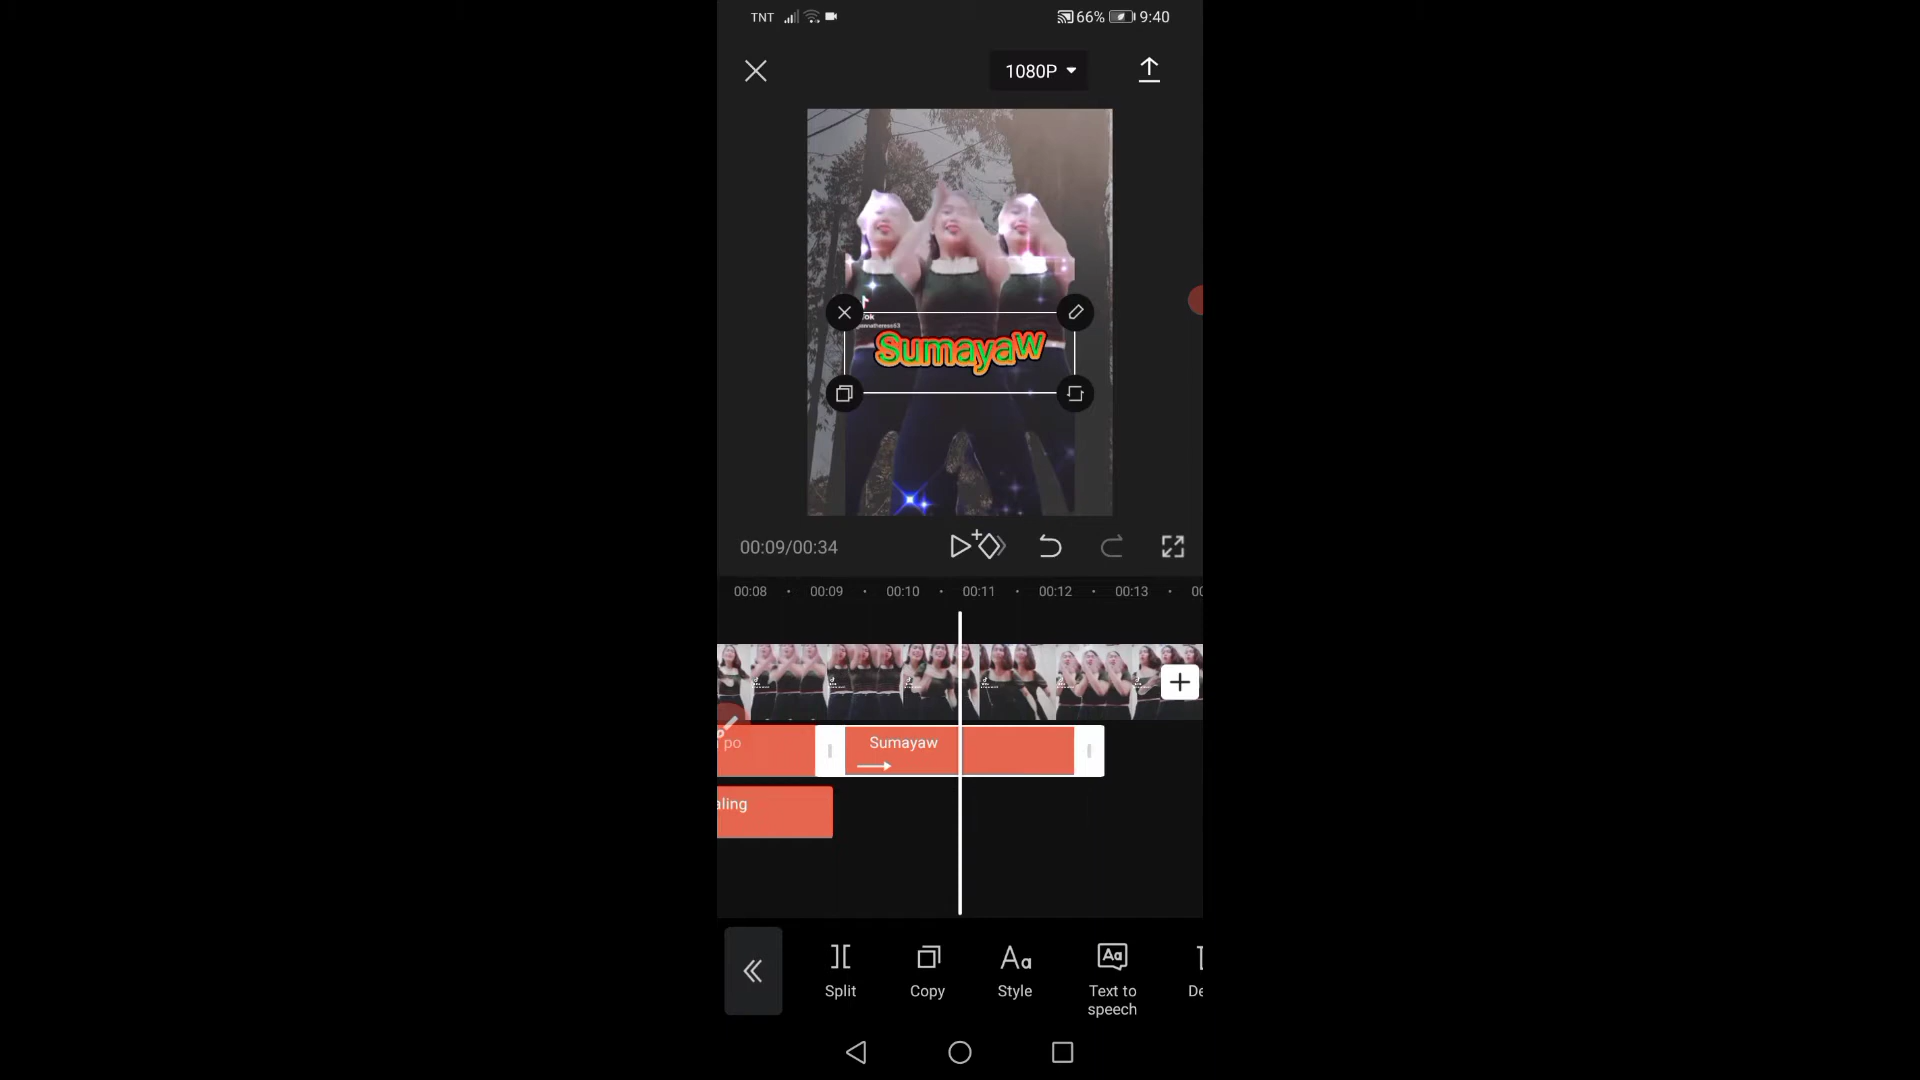 TNT
66%
9:40
1080P
Sumayaw
00:09/00:34
00:08
00:09
00:10
00:11
00:12
00:13
po
Sumayaw
aling
Split
Copy
Style
Text to
speech